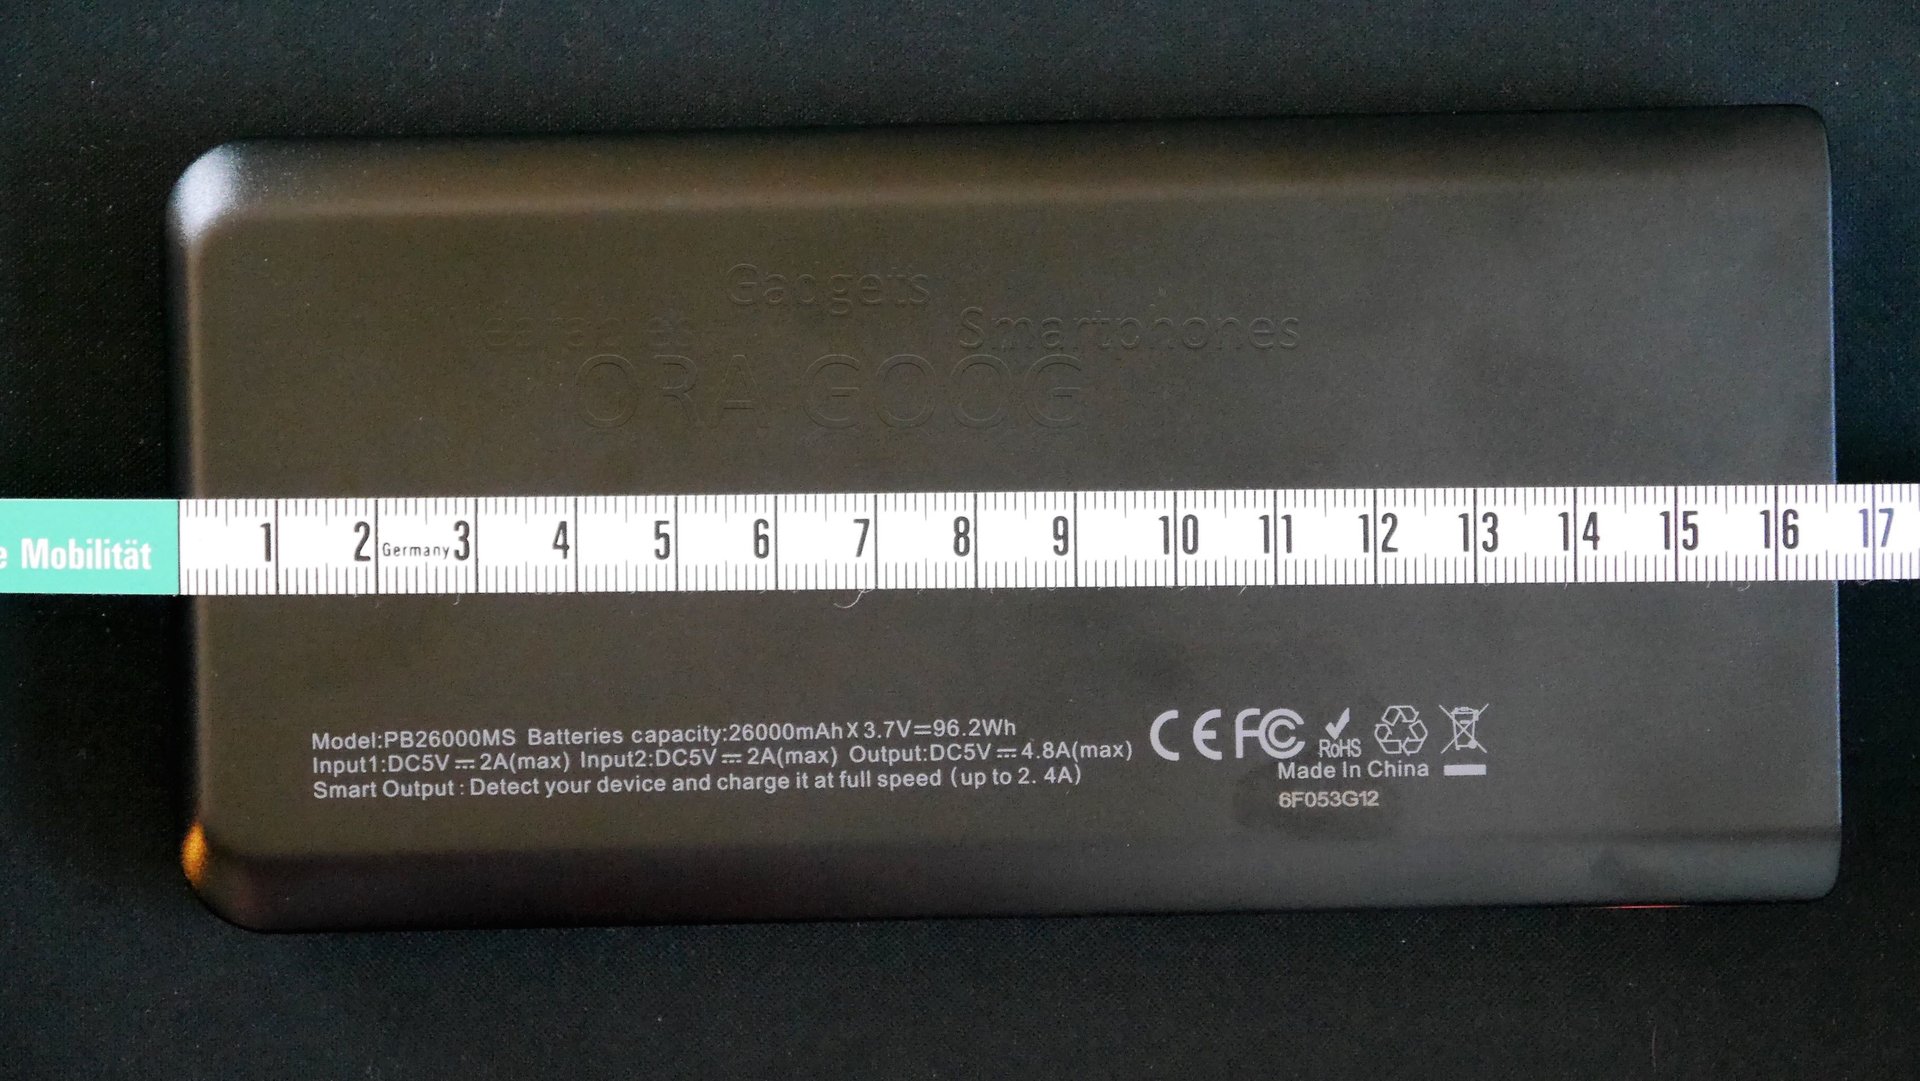 Gadgets
Smartphones
ORA GOOG
e Mobilität
1 2 Germany 3 4 5 6 7 8 9 10 11 12 13 14 15 16 17
Model:PB26000MS Batteries capacity:26000mAh X 3.7V=96.2Wh
Input1:DC5V⎓2A(max) Input2:DC5V⎓2A(max) Output:DC5V⎓4.8A(max)
Smart Output : Detect your device and charge it at full speed (up to 2. 4A)
CE FC RoHS
Made In China
6F053G12